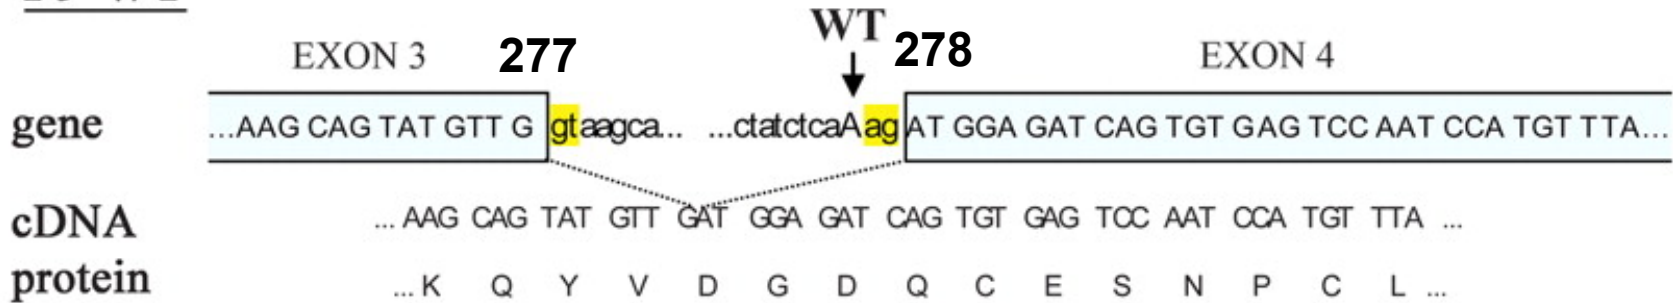 WT
EXON 3 277 278 EXON 4
gene ...AAG CAG TAT GTT G gtaagca... ...ctatctcaAag AT GGA GAT CAG TGT GAG TCC AAT CCA TGT TTA...
cDNA ... AAG CAG TAT GTT GAT GGA GAT CAG TGT GAG TCC AAT CCA TGT TTA ...
protein ... K Q Y V D G D Q C E S N P C L ...